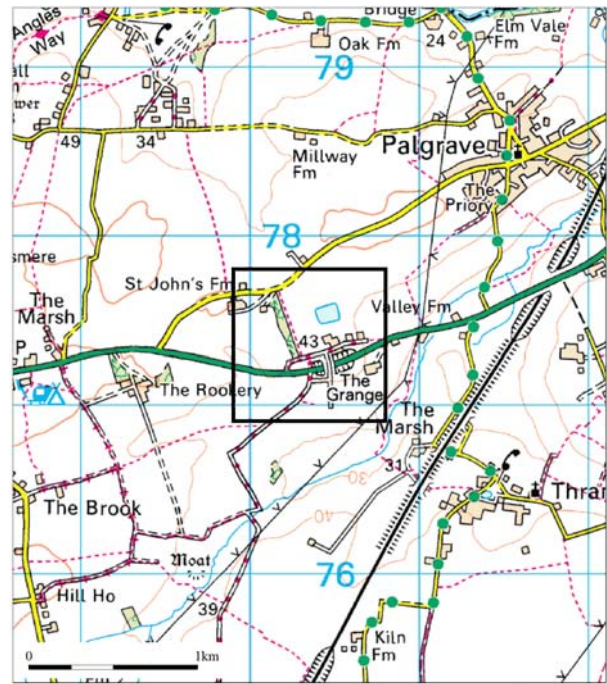 Angles
Way
Bridge
Elm Vale
Fm
Oak Fm
24
79
49
34
Millway
Fm
Palgrave
The
Priory
78
smere
St John's Fm
The
Marsh
Valley Fm
43
P
The Rookery
The
Grange
The
Marsh
31
30
40
The Brook
Thran
Moat
76
Hill Ho
39
Kiln
Fm
0
1km